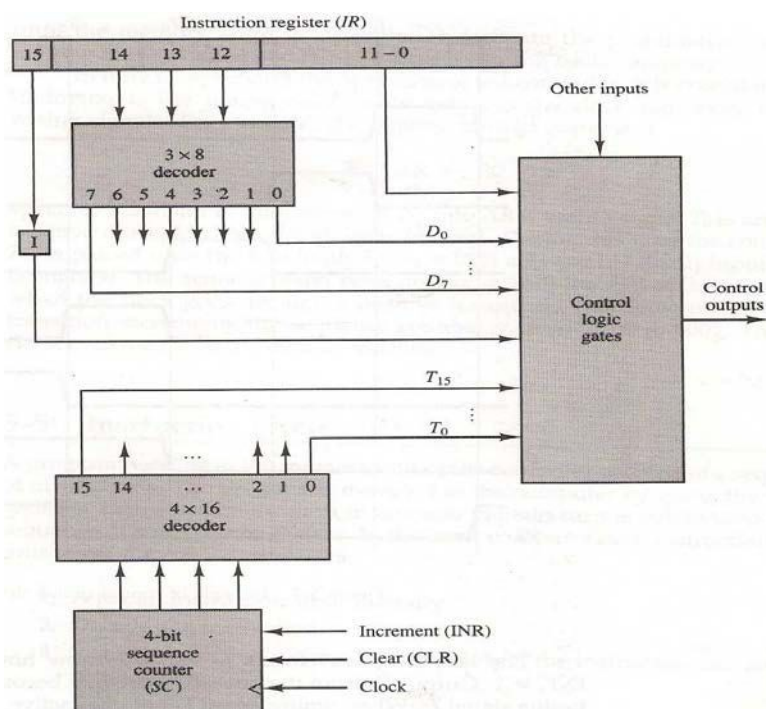 Instruction register (IR)
15 14 13 12 11 – 0
Other inputs
3 × 8
decoder
7 6 5 4 3 2 1 0
I
D0
D7
Control
logic
gates
Control
outputs
T15
T0
15 14 ... 2 1 0
4 × 16
decoder
4-bit
sequence
counter
(SC)
Increment (INR)
Clear (CLR)
Clock